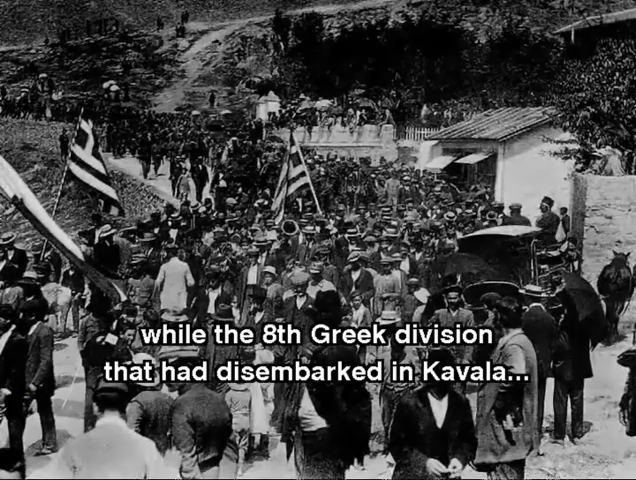 while the 8th Greek division
that had disembarked in Kavala...